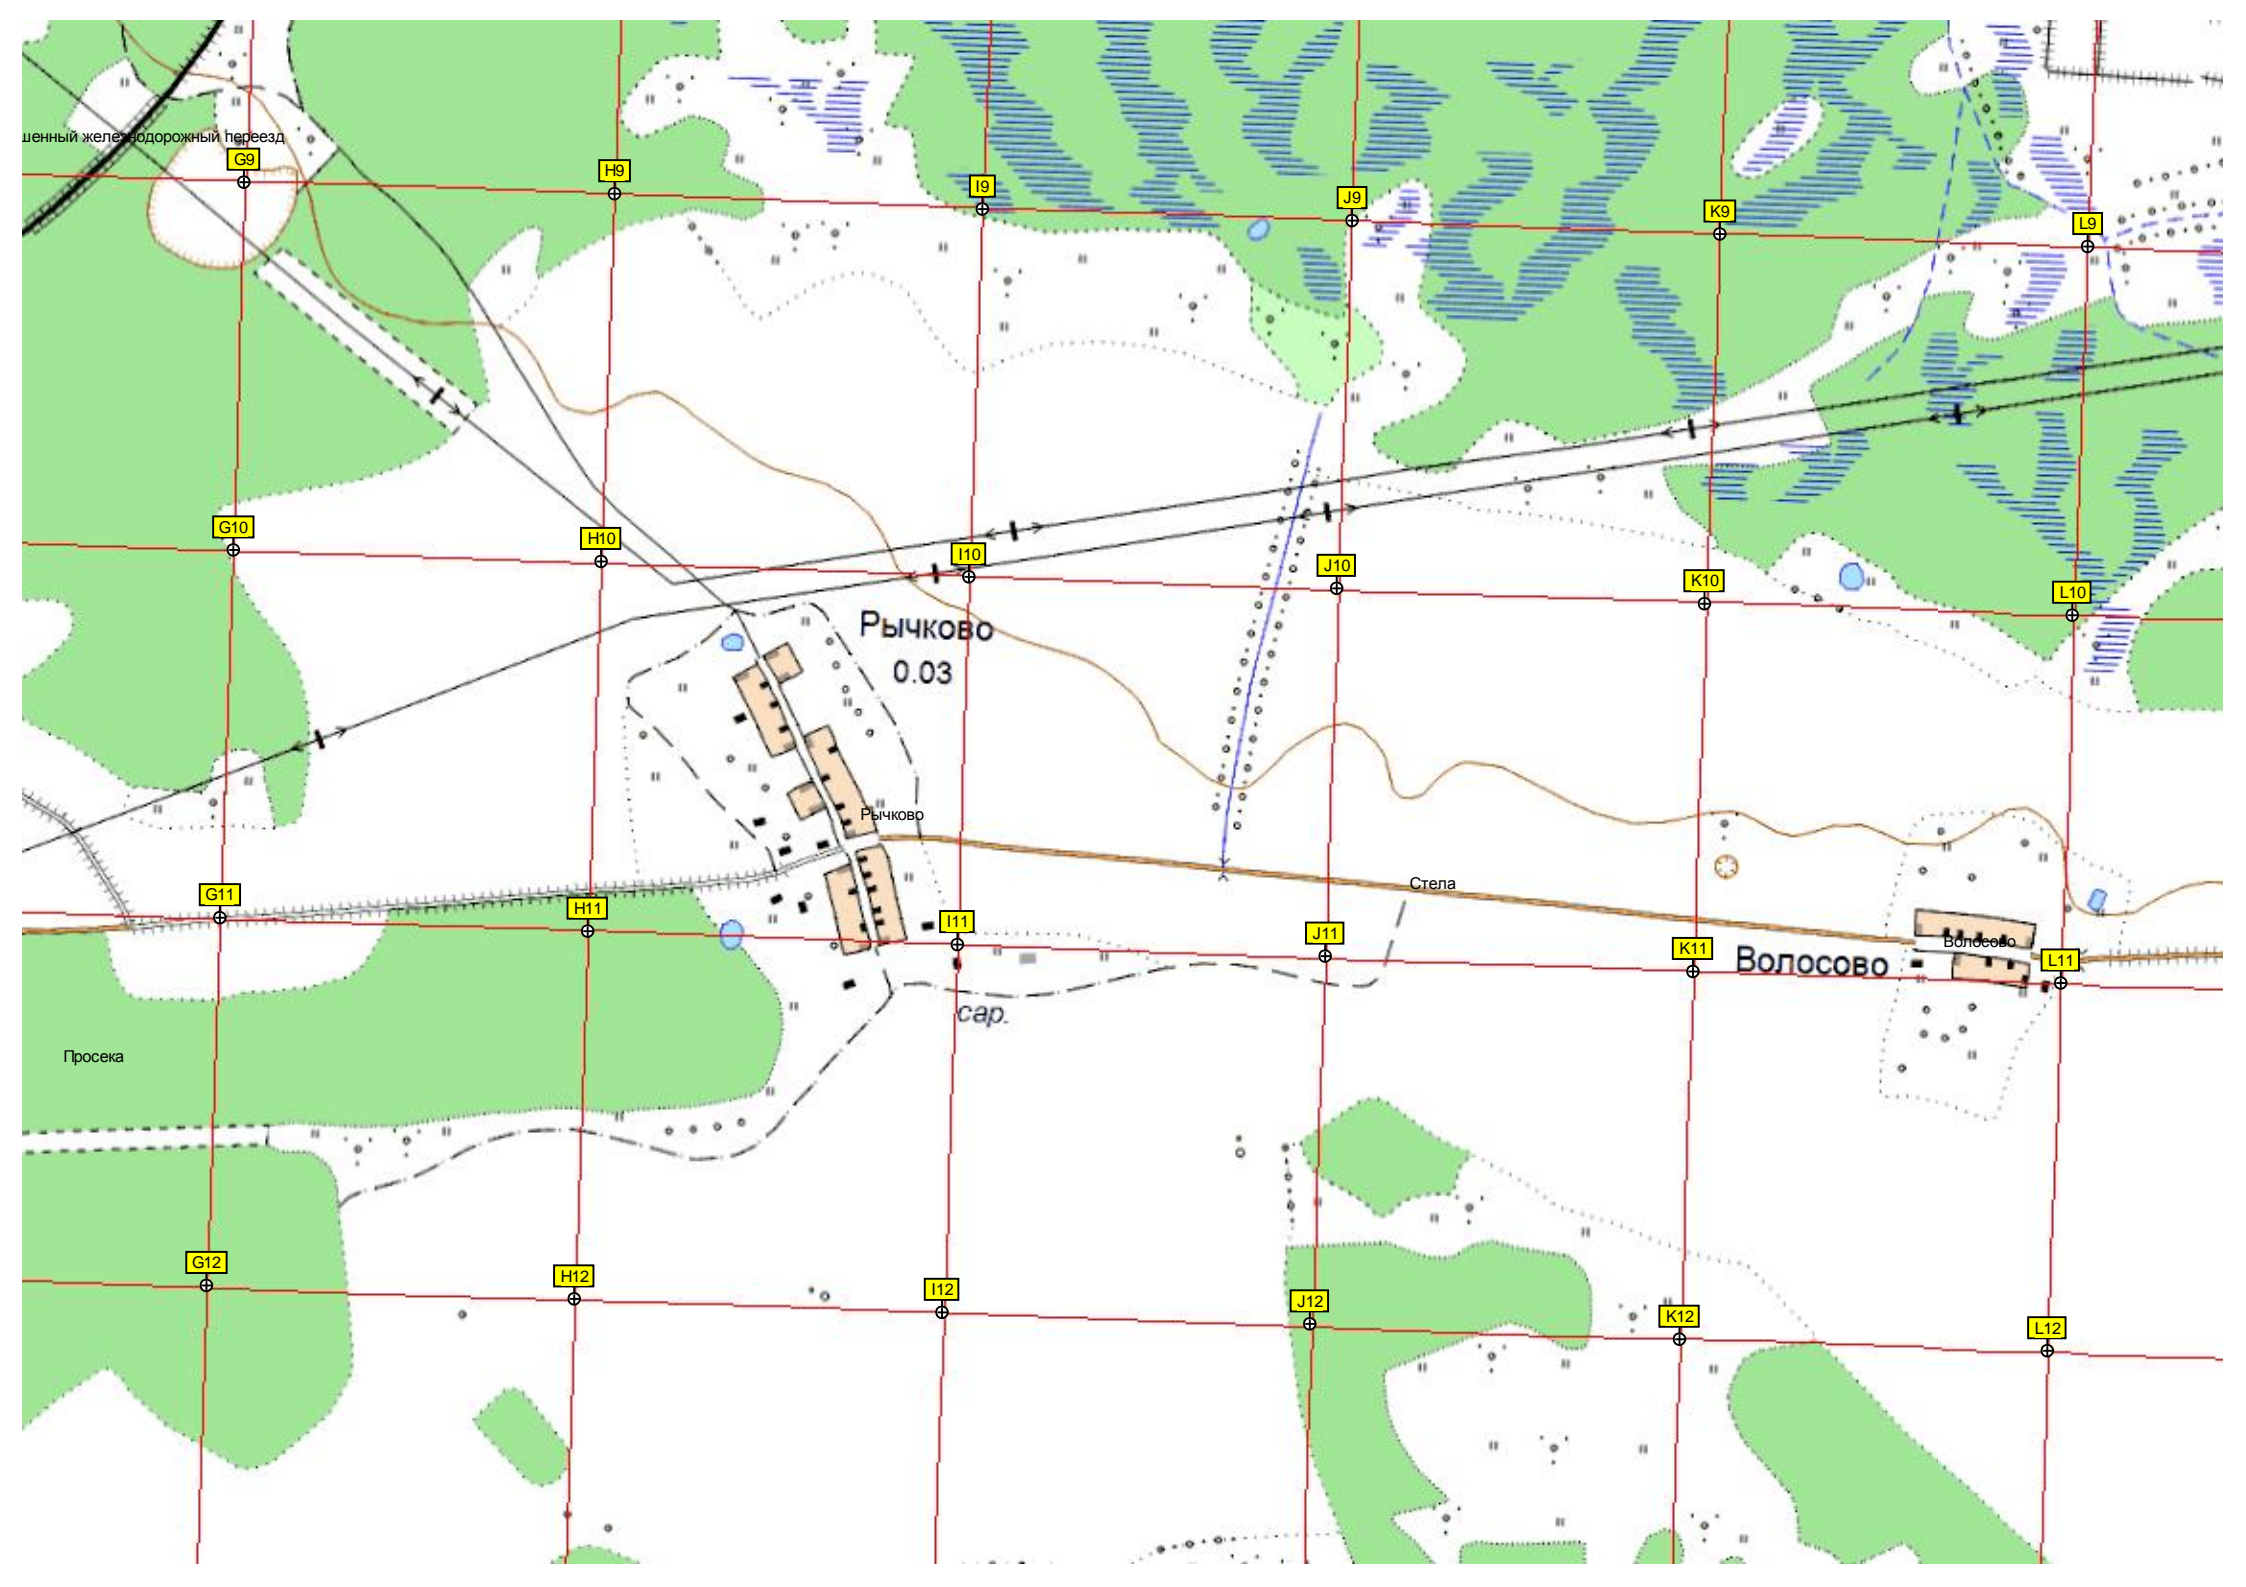 шенный железнодорожный переезд
G9
H9
I9
J9
K9
L9
G10
H10
I10
J10
K10
L10
Рычково
0.03
Рычково
Стела
G11
H11
I11
J11
K11
L11
Волосово
Волосово
сар.
Просека
G12
H12
I12
J12
K12
L12